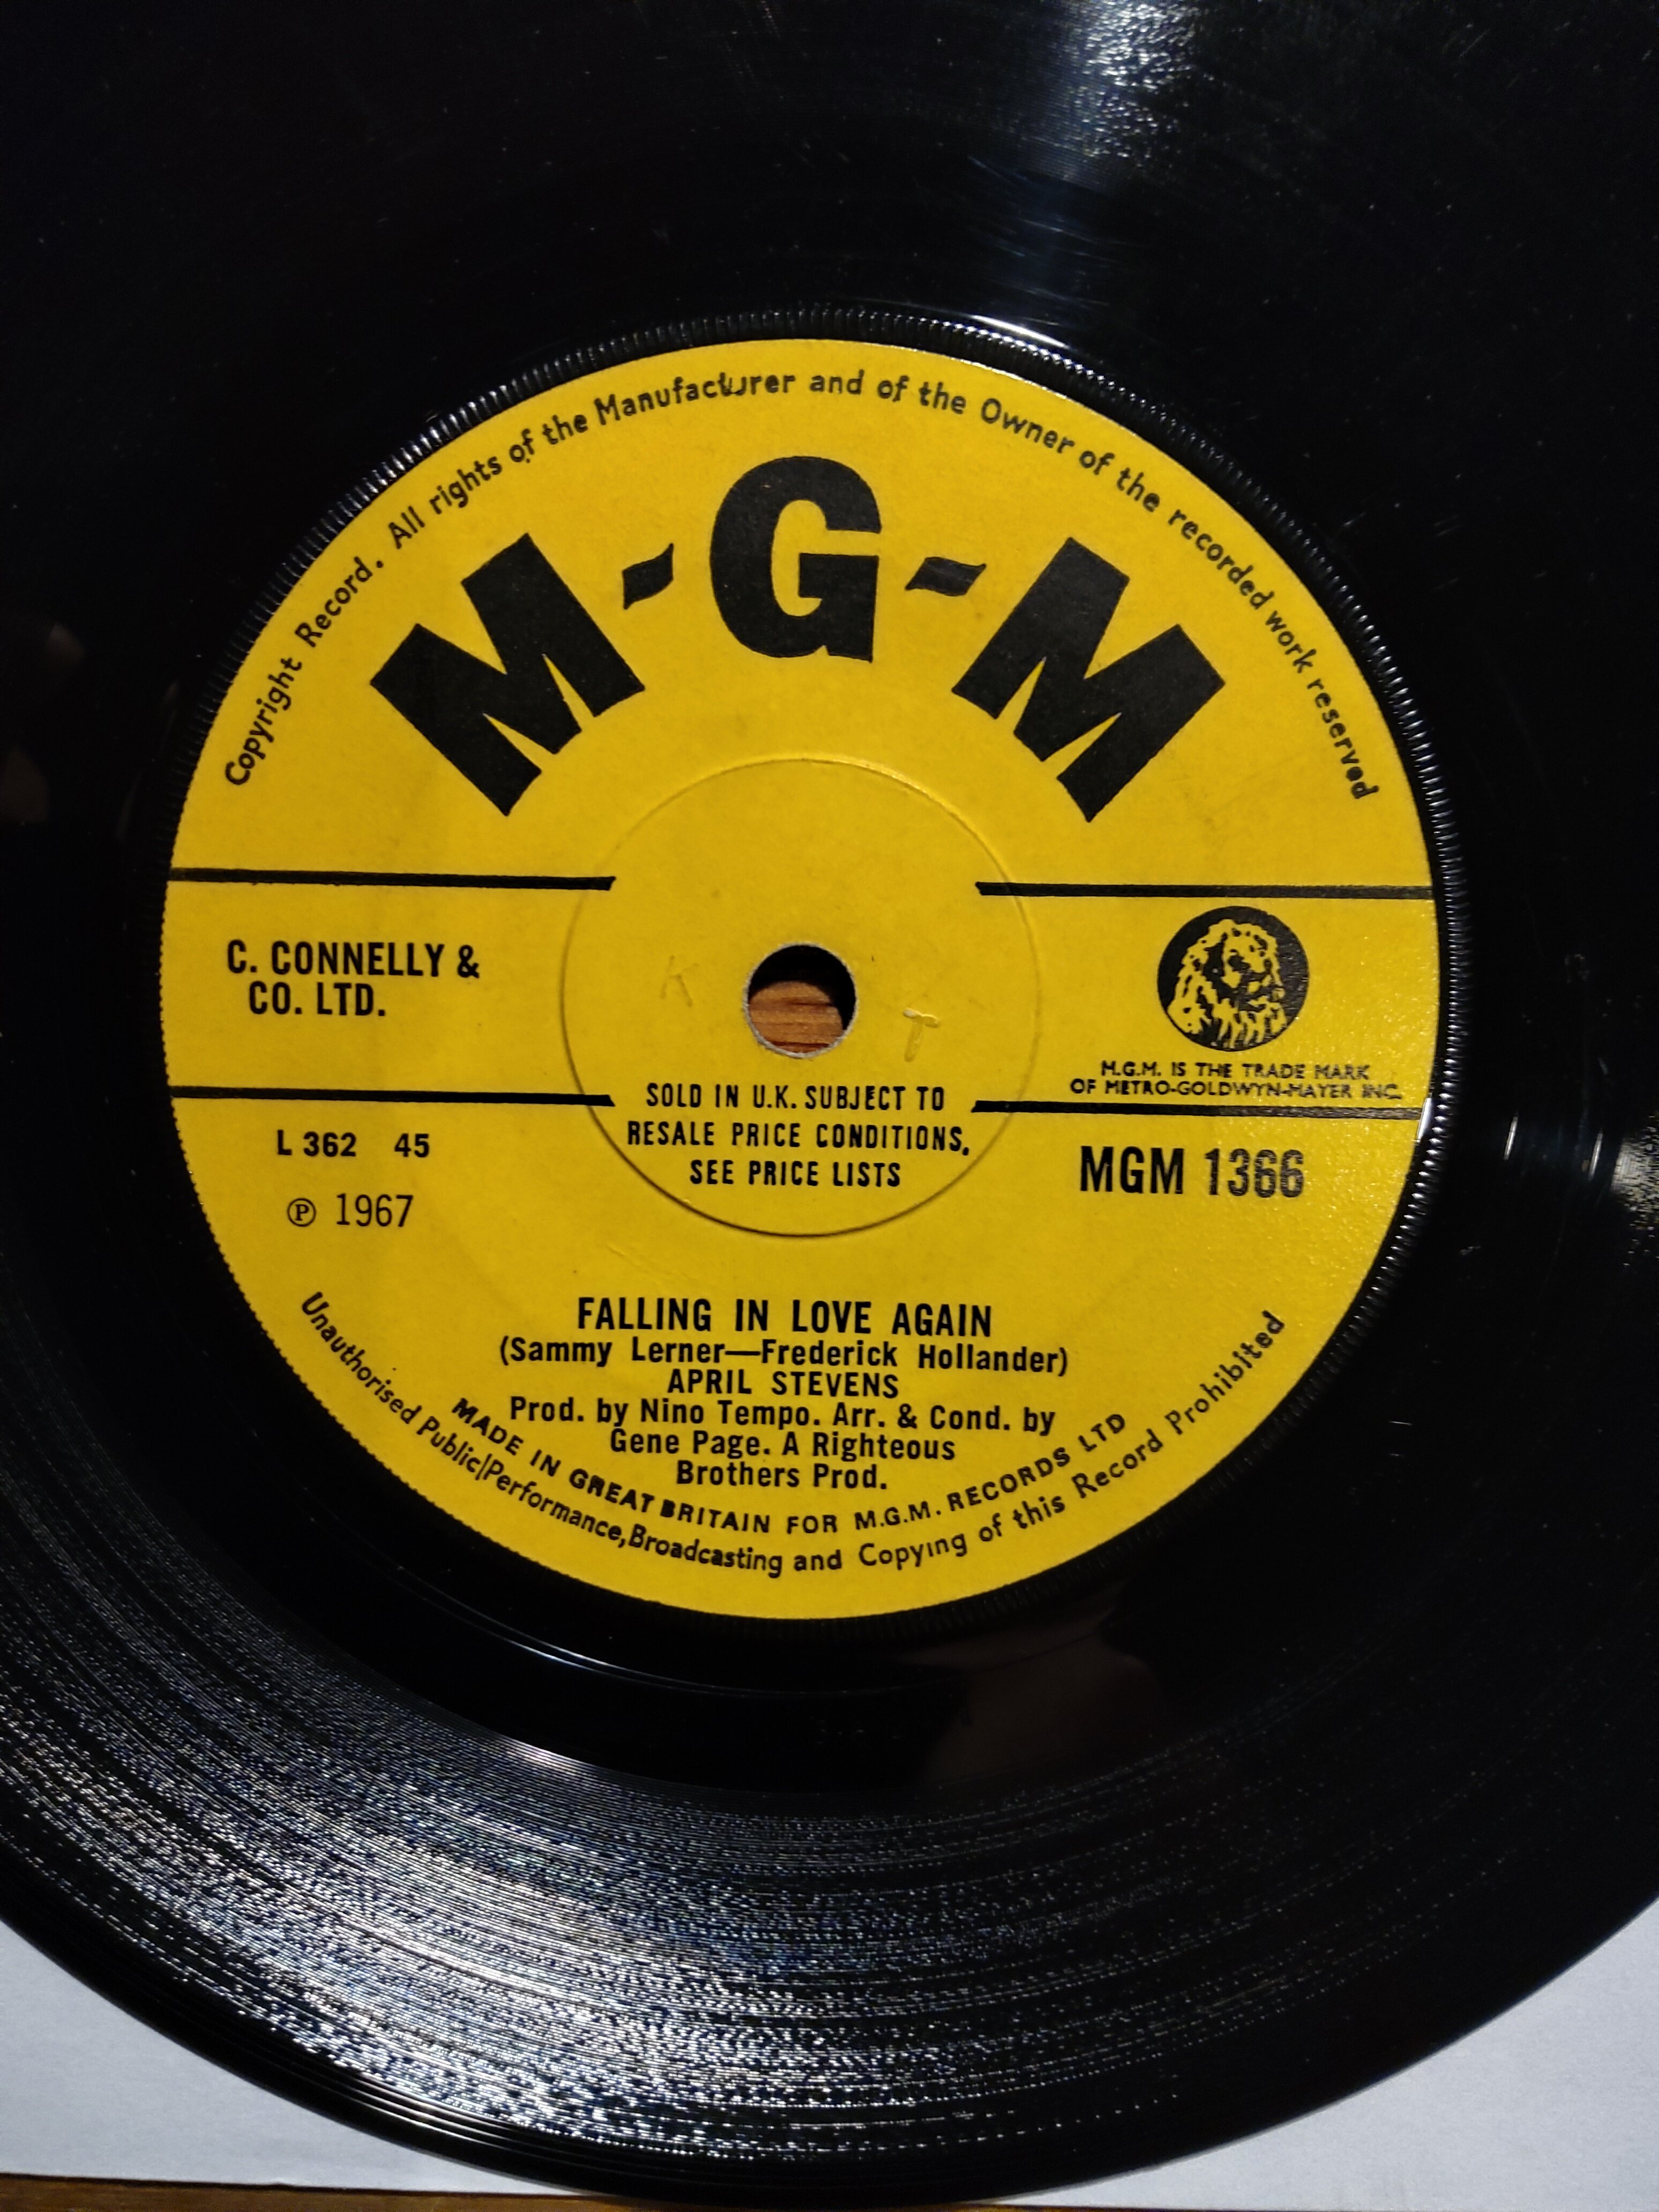 Copyright Record. All rights of the Manufacturer and of the Owner of the recorded work reserved
M-G-M
C. CONNELLY &
CO. LTD.
K
T
M.G.M. IS THE TRADE MARK
OF METRO-GOLDWYN-MAYER INC.
SOLD IN U.K. SUBJECT TO
RESALE PRICE CONDITIONS,
SEE PRICE LISTS
L 362 45
℗ 1967
MGM 1366
FALLING IN LOVE AGAIN
(Sammy Lerner—Frederick Hollander)
APRIL STEVENS
Prod. by Nino Tempo. Arr. & Cond. by
Gene Page. A Righteous
Brothers Prod.
MADE IN GREAT BRITAIN FOR M.G.M. RECORDS LTD
Unauthorised Public|Performance, Broadcasting and Copying of this Record Prohibited